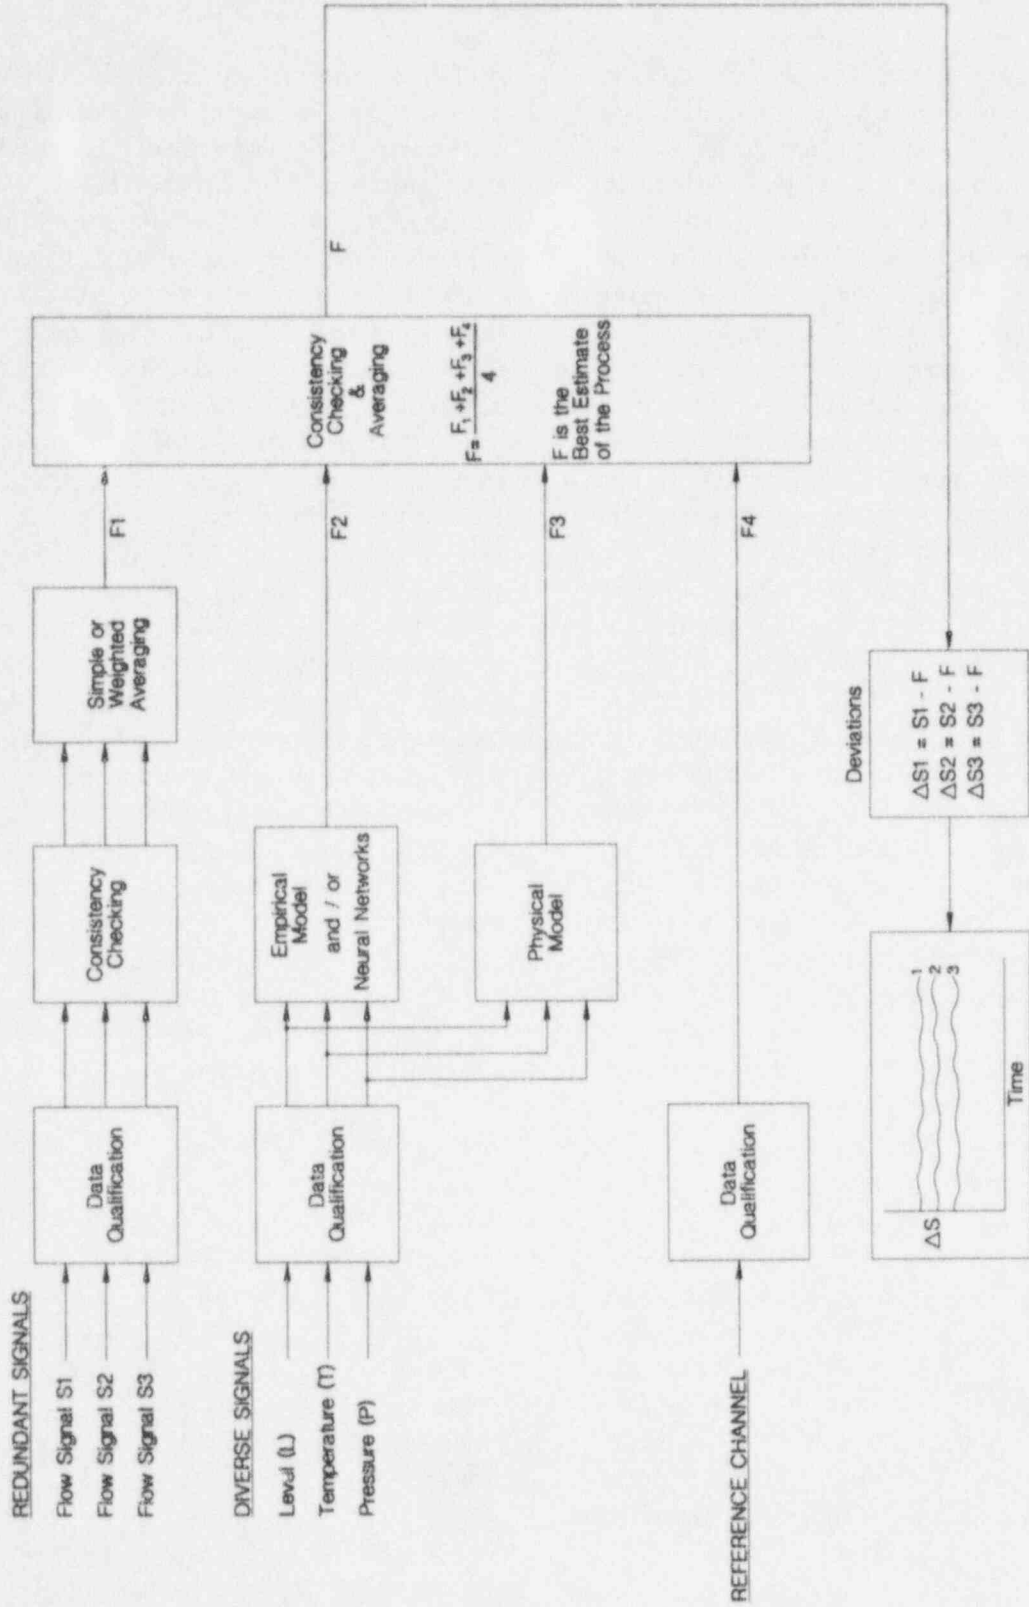 REDUNDANT SIGNALS
Flow Signal S1
Flow Signal S2
Flow Signal S3
Data
Qualification
Consistency
Checking
Simple or
Weighted
Averaging
F1
DIVERSE SIGNALS
Level (L)
Temperature (T)
Pressure (P)
Data
Qualification
Empirical
Model
and / or
Neural Networks
F2
Physical
Model
F3
REFERENCE CHANNEL
Data
Qualification
F4
Consistency
Checking
&
Averaging
F = F₁ + F₂ + F₃ + F₄
4
F is the
Best Estimate
of the Process
F
Deviations
ΔS1 = S1 - F
ΔS2 = S2 - F
ΔS3 = S3 - F
ΔS
1
2
3
Time